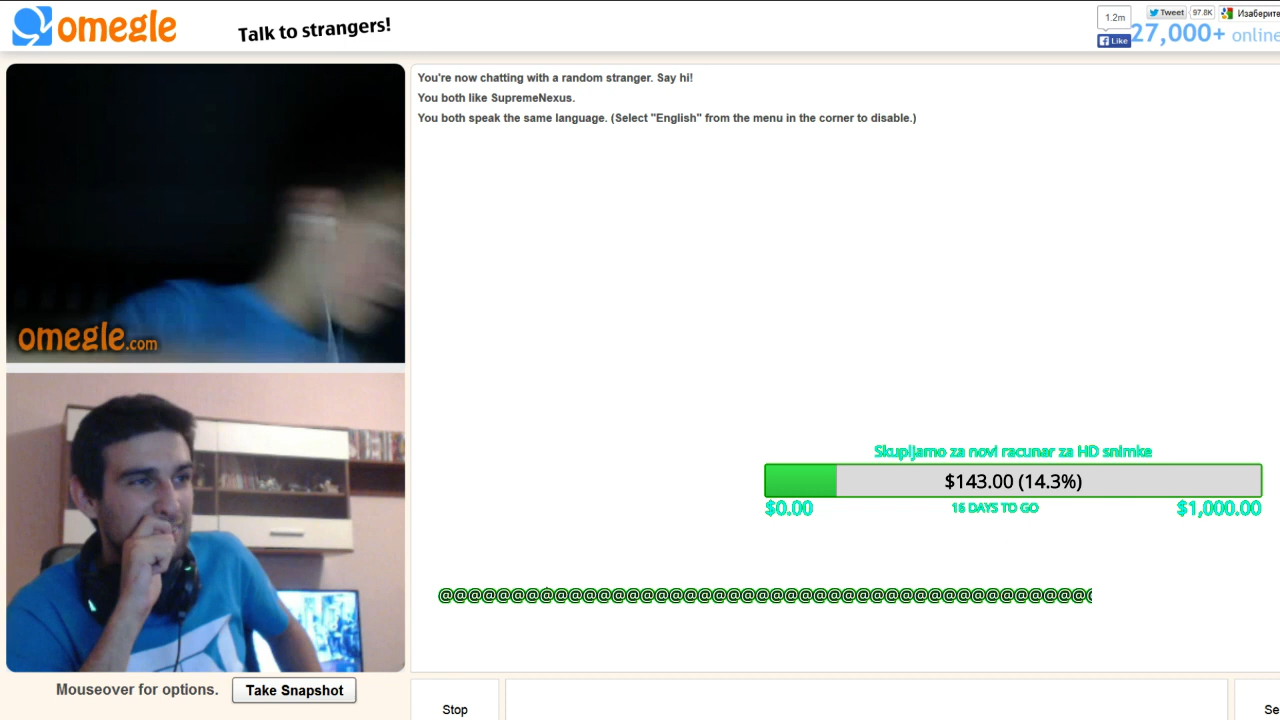 omegle
Talk to strangers!
1.2m
Like
Tweet
97.8K
Изаберите
27,000+ online
You're now chatting with a random stranger. Say hi!
You both like SupremeNexus.
You both speak the same language. (Select "English" from the menu in the corner to disable.)
omegle.com
Skupljamo za novi racunar za HD snimke
$143.00 (14.3%)
$0.00
16 DAYS TO GO
$1,000.00
@@@@@@@@@@@@@@@@@@@@@@@@@@@@@@@@@@@@@@@@@@@@@
Mouseover for options.
Take Snapshot
Stop
Se